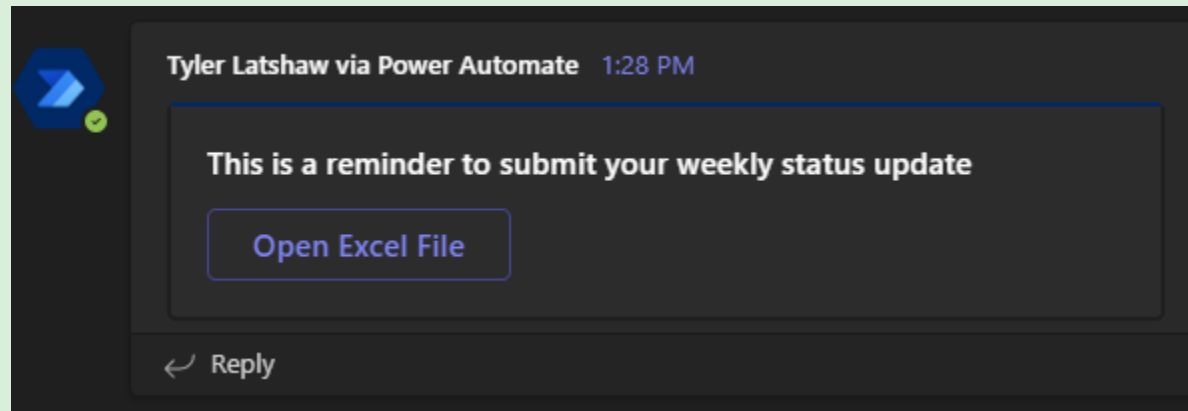 Tyler Latshaw via Power Automate 1:28 PM
This is a reminder to submit your weekly status update
Open Excel File
Reply